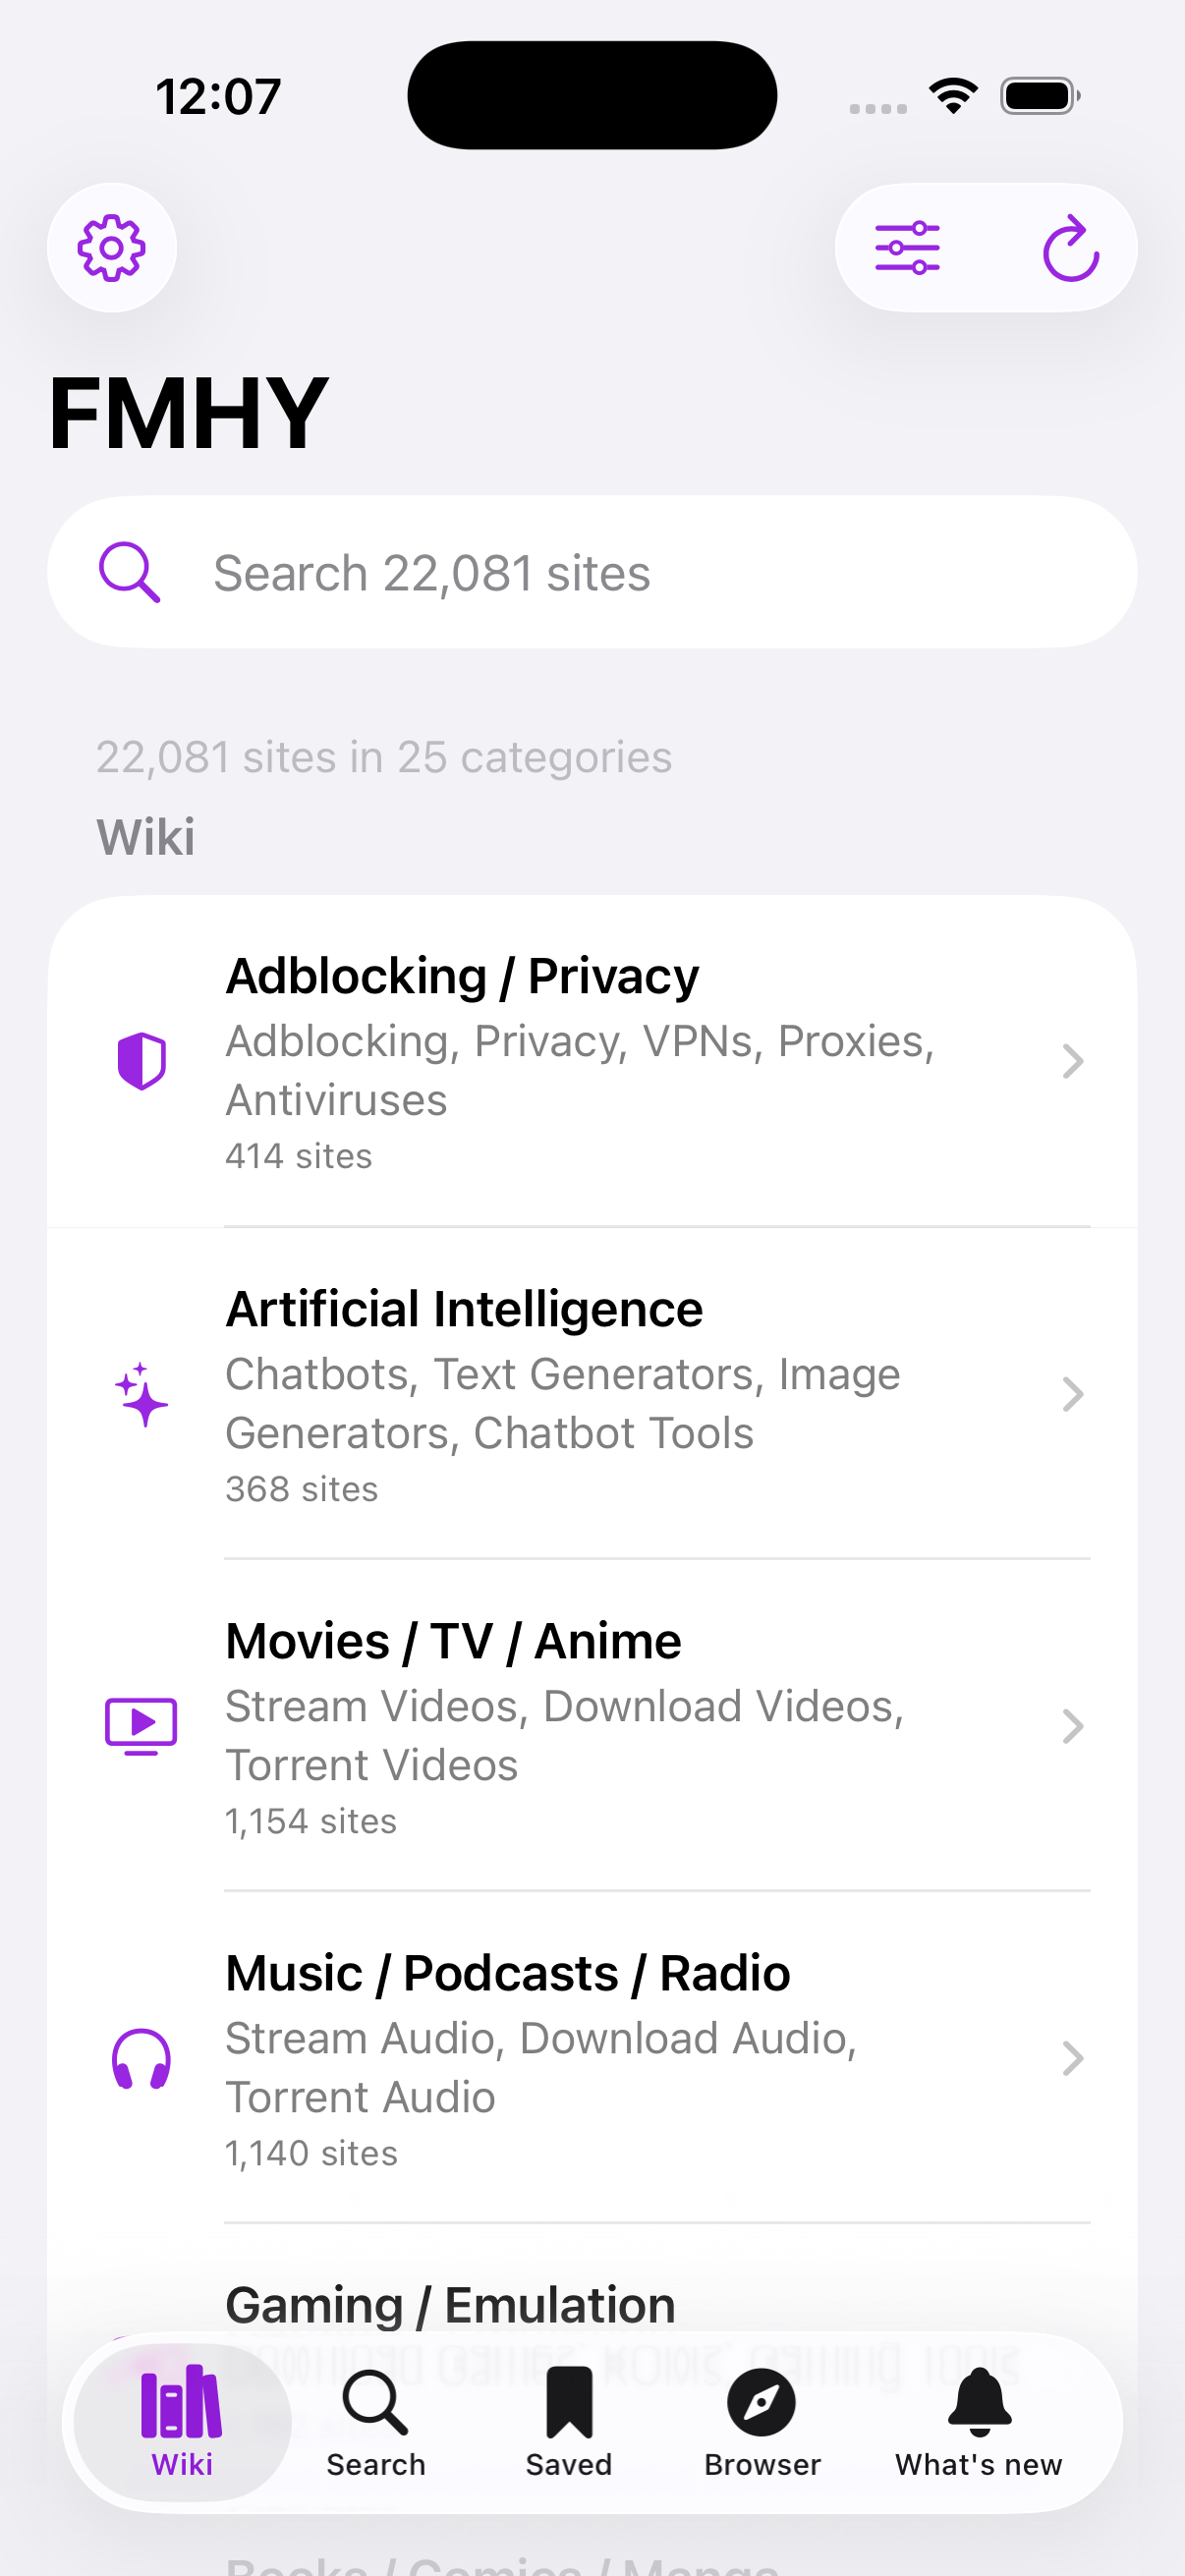 12:07
FMHY
Search 22,081 sites
22,081 sites in 25 categories
Wiki
Adblocking / Privacy
Adblocking, Privacy, VPNs, Proxies,
Antiviruses
414 sites
Artificial Intelligence
Chatbots, Text Generators, Image
Generators, Chatbot Tools
368 sites
Movies / TV / Anime
Stream Videos, Download Videos,
Torrent Videos
1,154 sites
Music / Podcasts / Radio
Stream Audio, Download Audio,
Torrent Audio
1,140 sites
Gaming / Emulation
Wiki
Search
Saved
Browser
What's new
Books / Comics / Manga